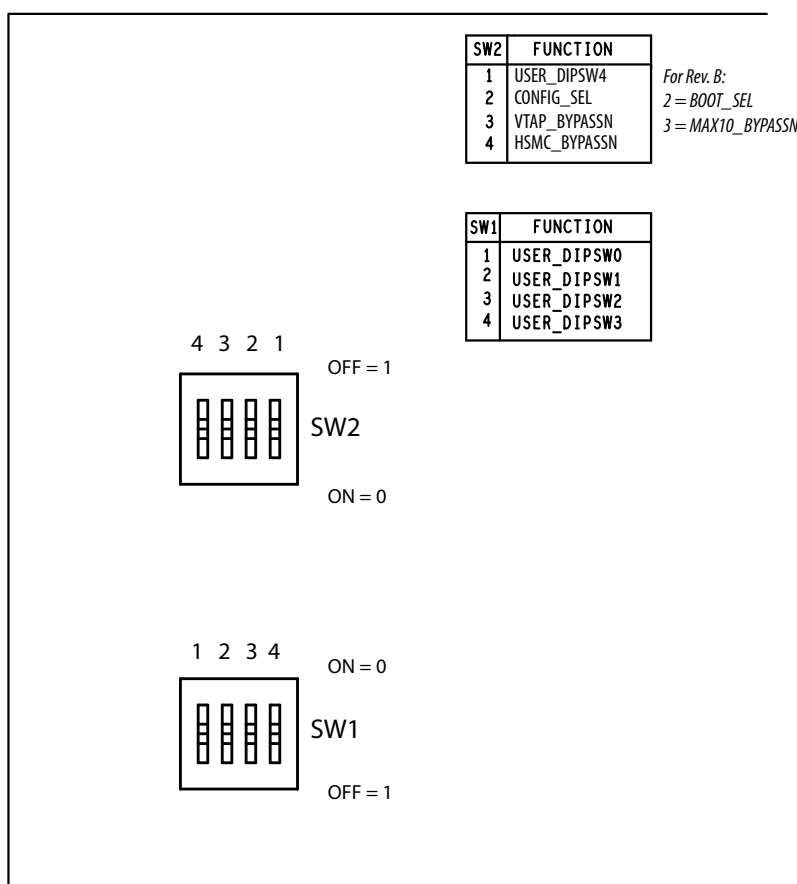 SW2 FUNCTION
1 USER_DIPSW4
2 CONFIG_SEL
3 VTAP_BYPASSN
4 HSMC_BYPASSN
For Rev. B:
2 = BOOT_SEL
3 = MAX10_BYPASSN
SW1 FUNCTION
1 USER_DIPSW0
2 USER_DIPSW1
3 USER_DIPSW2
4 USER_DIPSW3
4 3 2 1
OFF = 1
SW2
ON = 0
1 2 3 4
ON = 0
SW1
OFF = 1